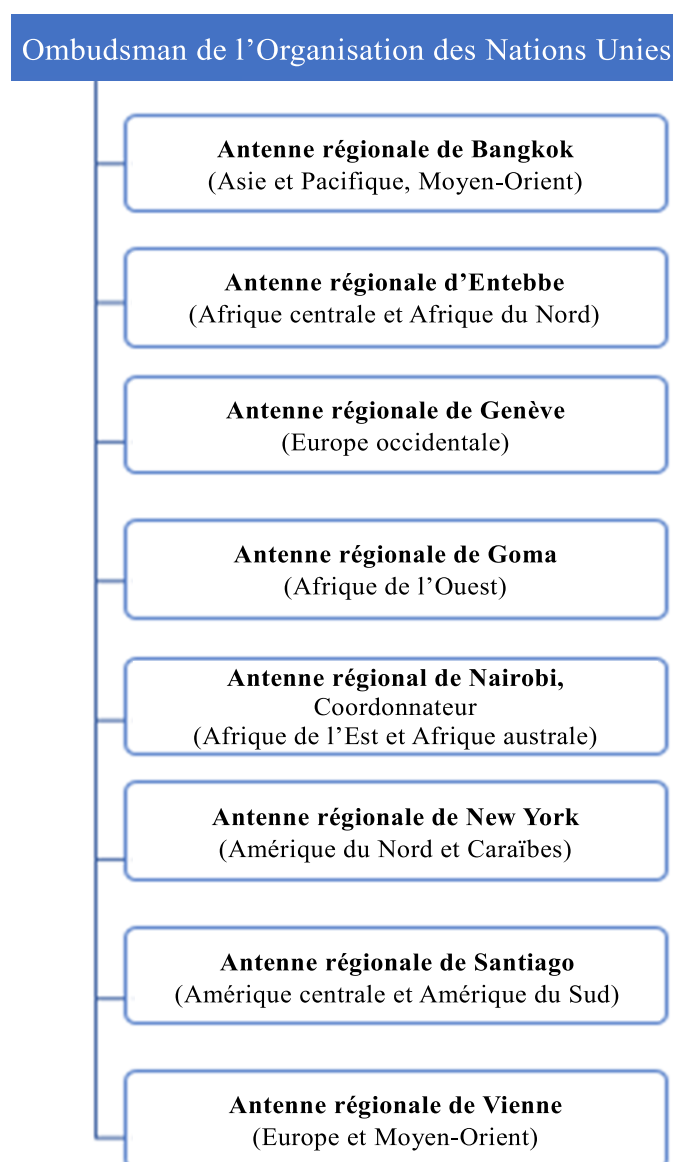 Ombudsman de l’Organisation des Nations Unies
Antenne régionale de Bangkok
(Asie et Pacifique, Moyen-Orient)
Antenne régionale d’Entebbe
(Afrique centrale et Afrique du Nord)
Antenne régionale de Genève
(Europe occidentale)
Antenne régionale de Goma
(Afrique de l’Ouest)
Antenne régional de Nairobi,
Coordonnateur
(Afrique de l’Est et Afrique australe)
Antenne régionale de New York
(Amérique du Nord et Caraïbes)
Antenne régionale de Santiago
(Amérique centrale et Amérique du Sud)
Antenne régionale de Vienne
(Europe et Moyen-Orient)